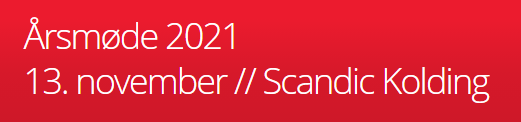 Årsmøde 2021
13. november // Scandic Kolding